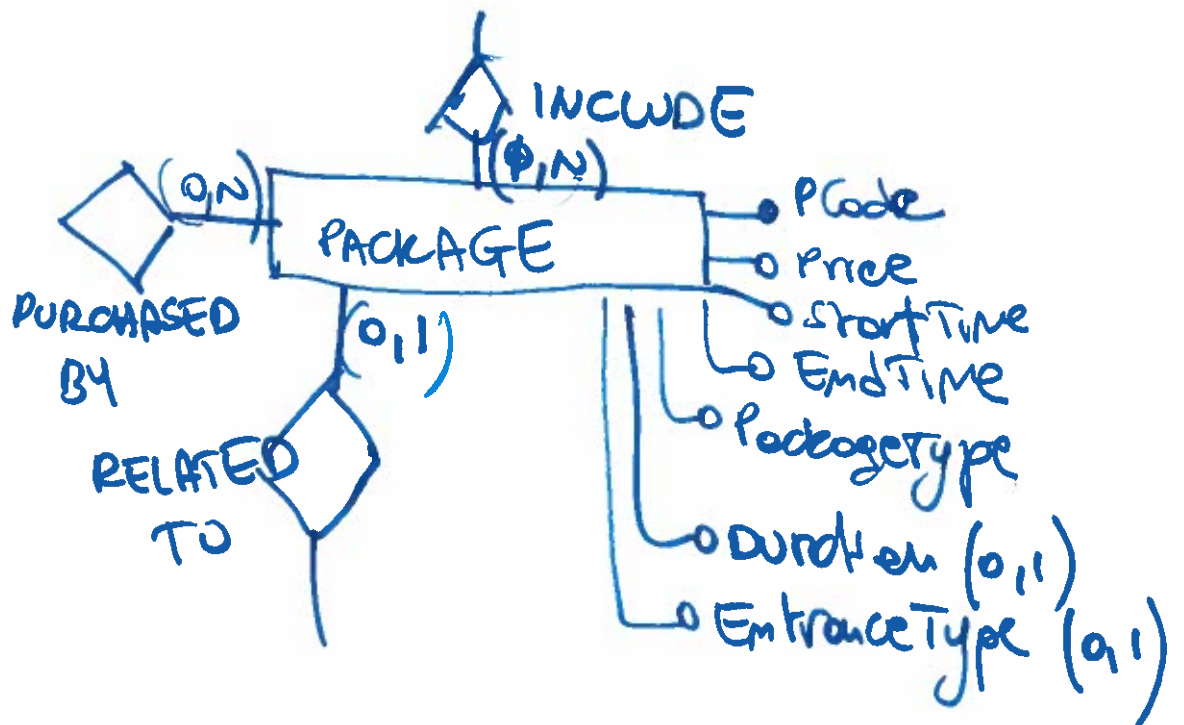 INCLUDE
(0,N)
(0,N)
PACKAGE
PCode
Price
StartTime
EndTime
PackageType
Duration (0,1)
EntranceType (0,1)
PURCHASED
BY
(0,1)
RELATED
TO